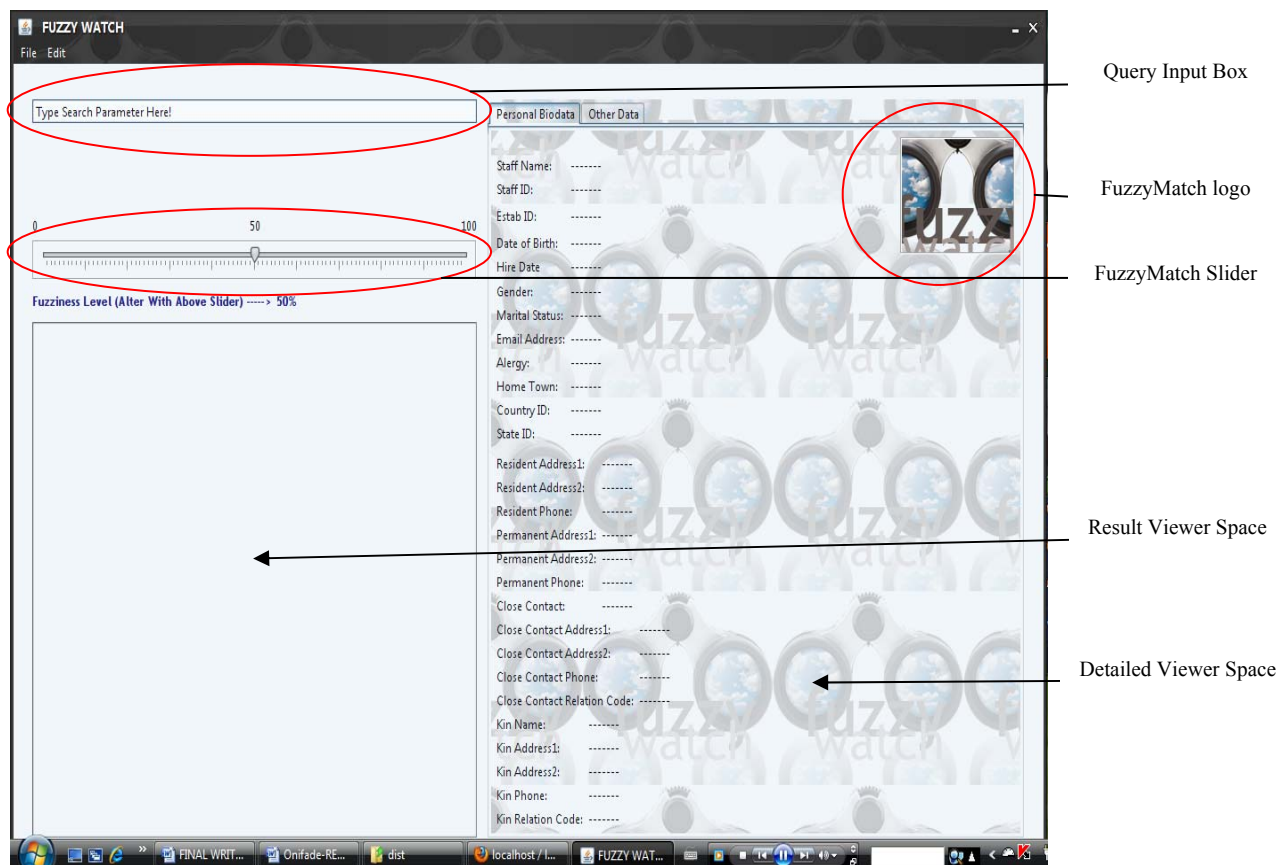 FUZZY WATCH
File Edit
Type Search Parameter Here!
0 50 100
Fuzziness Level (Alter With Above Slider) -----> 50%
Personal Biodata Other Data
Staff Name: -------
Staff ID: -------
Estab ID: -------
Date of Birth: -------
Hire Date -------
Gender: -------
Marital Status: -------
Email Address: -------
Alergy: -------
Home Town: -------
Country ID: -------
State ID: -------
Resident Address1: -------
Resident Address2: -------
Resident Phone: -------
Permanent Address1: -------
Permanent Address2: -------
Permanent Phone: -------
Close Contact: -------
Close Contact Address1: -------
Close Contact Address2: -------
Close Contact Phone: -------
Close Contact Relation Code: -------
Kin Name: -------
Kin Address1: -------
Kin Address2: -------
Kin Phone: -------
Kin Relation Code: -------
fuzzy watch
Query Input Box
FuzzyMatch logo
FuzzyMatch Slider
Result Viewer Space
Detailed Viewer Space
FINAL WRIT... Onifade-RE... dist localhost / l... FUZZY WAT...